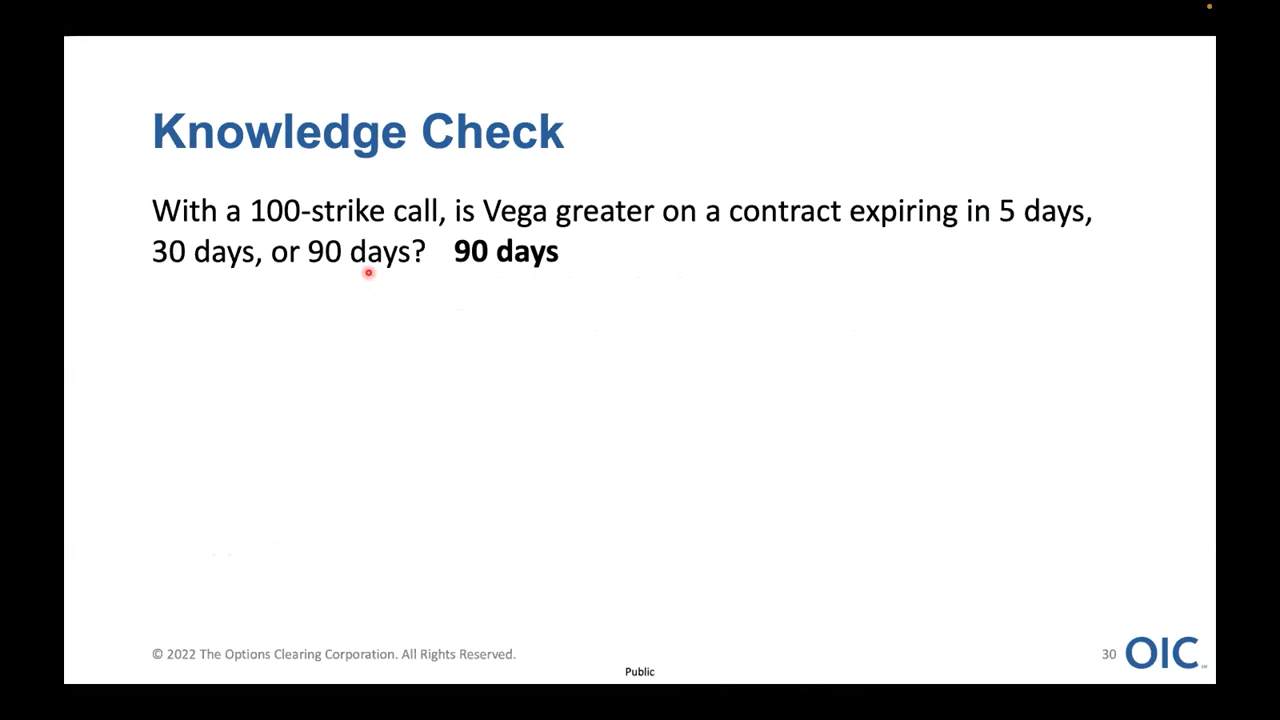 Knowledge Check
With a 100-strike call, is Vega greater on a contract expiring in 5 days,
30 days, or 90 days? 90 days
© 2022 The Options Clearing Corporation. All Rights Reserved.
30
OIC
Public